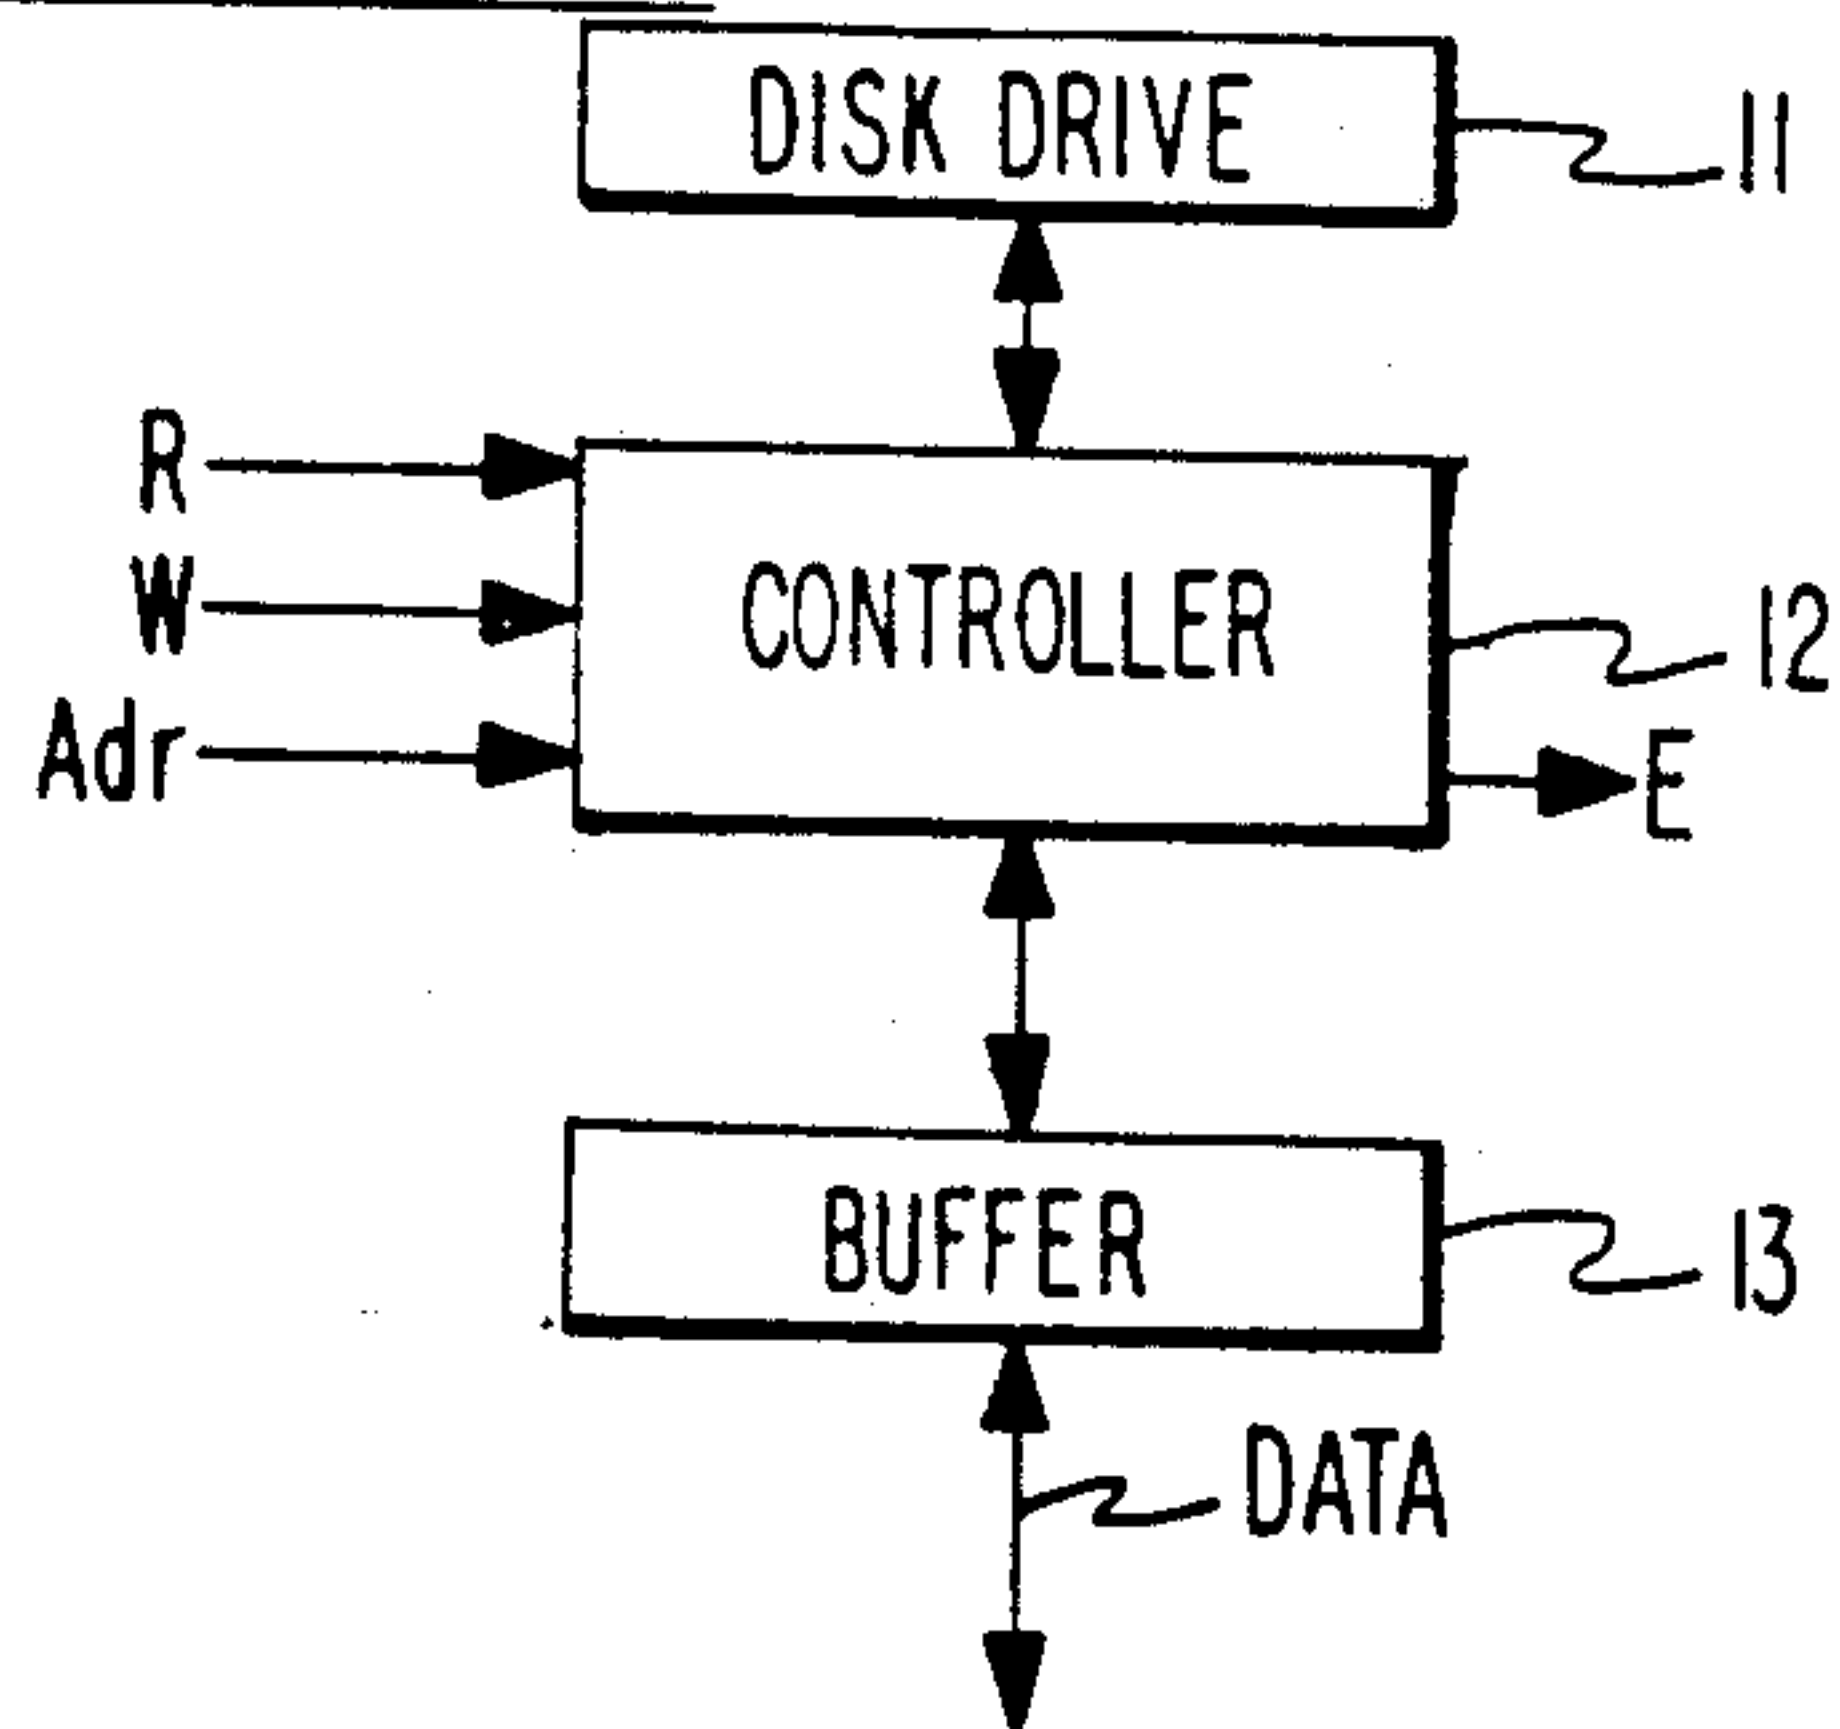 DISK DRIVE
11
R
W
Adr
CONTROLLER
12
E
BUFFER
13
DATA